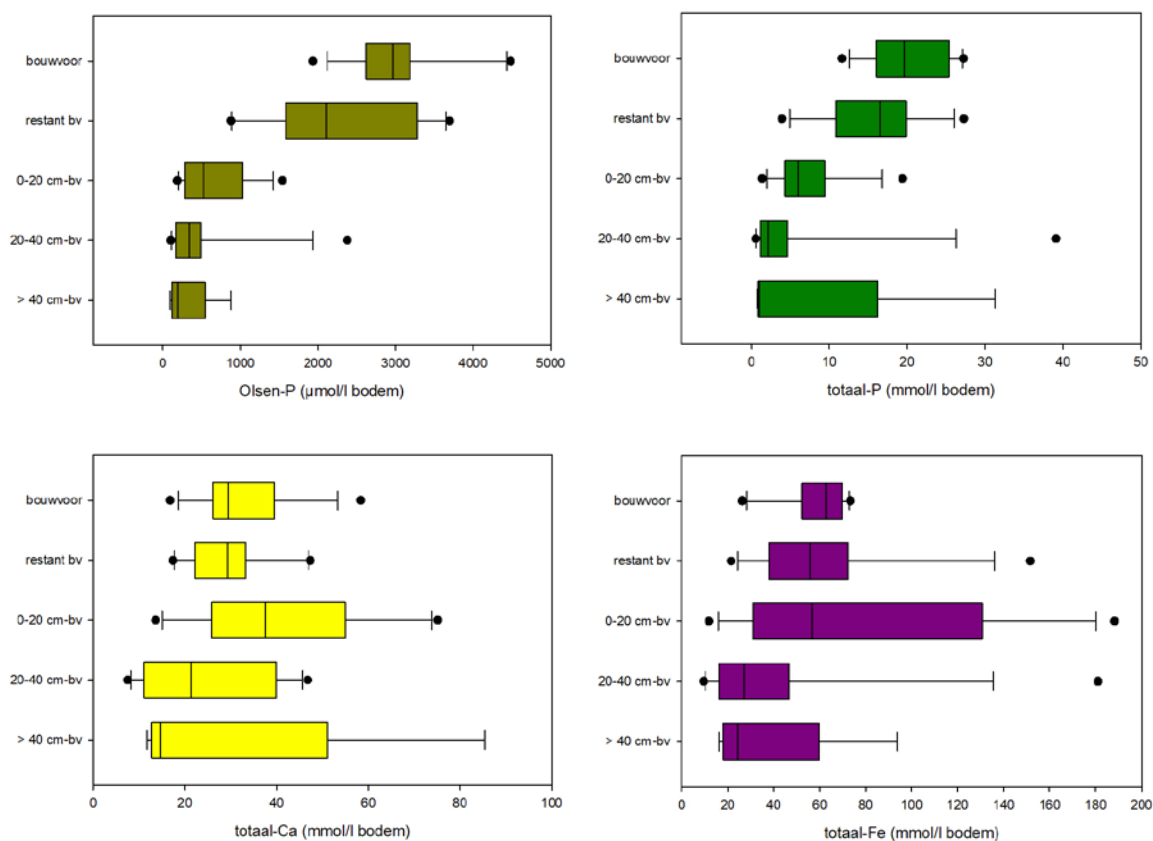 bouwvoor
restant bv
0-20 cm-bv
20-40 cm-bv
> 40 cm-bv
0 1000 2000 3000 4000 5000
Olsen-P (µmol/l bodem)
bouwvoor
restant bv
0-20 cm-bv
20-40 cm-bv
> 40 cm-bv
0 10 20 30 40 50
totaal-P (mmol/l bodem)
bouwvoor
restant bv
0-20 cm-bv
20-40 cm-bv
> 40 cm-bv
0 20 40 60 80 100
totaal-Ca (mmol/l bodem)
bouwvoor
restant bv
0-20 cm-bv
20-40 cm-bv
> 40 cm-bv
0 20 40 60 80 100 120 140 160 180 200
totaal-Fe (mmol/l bodem)